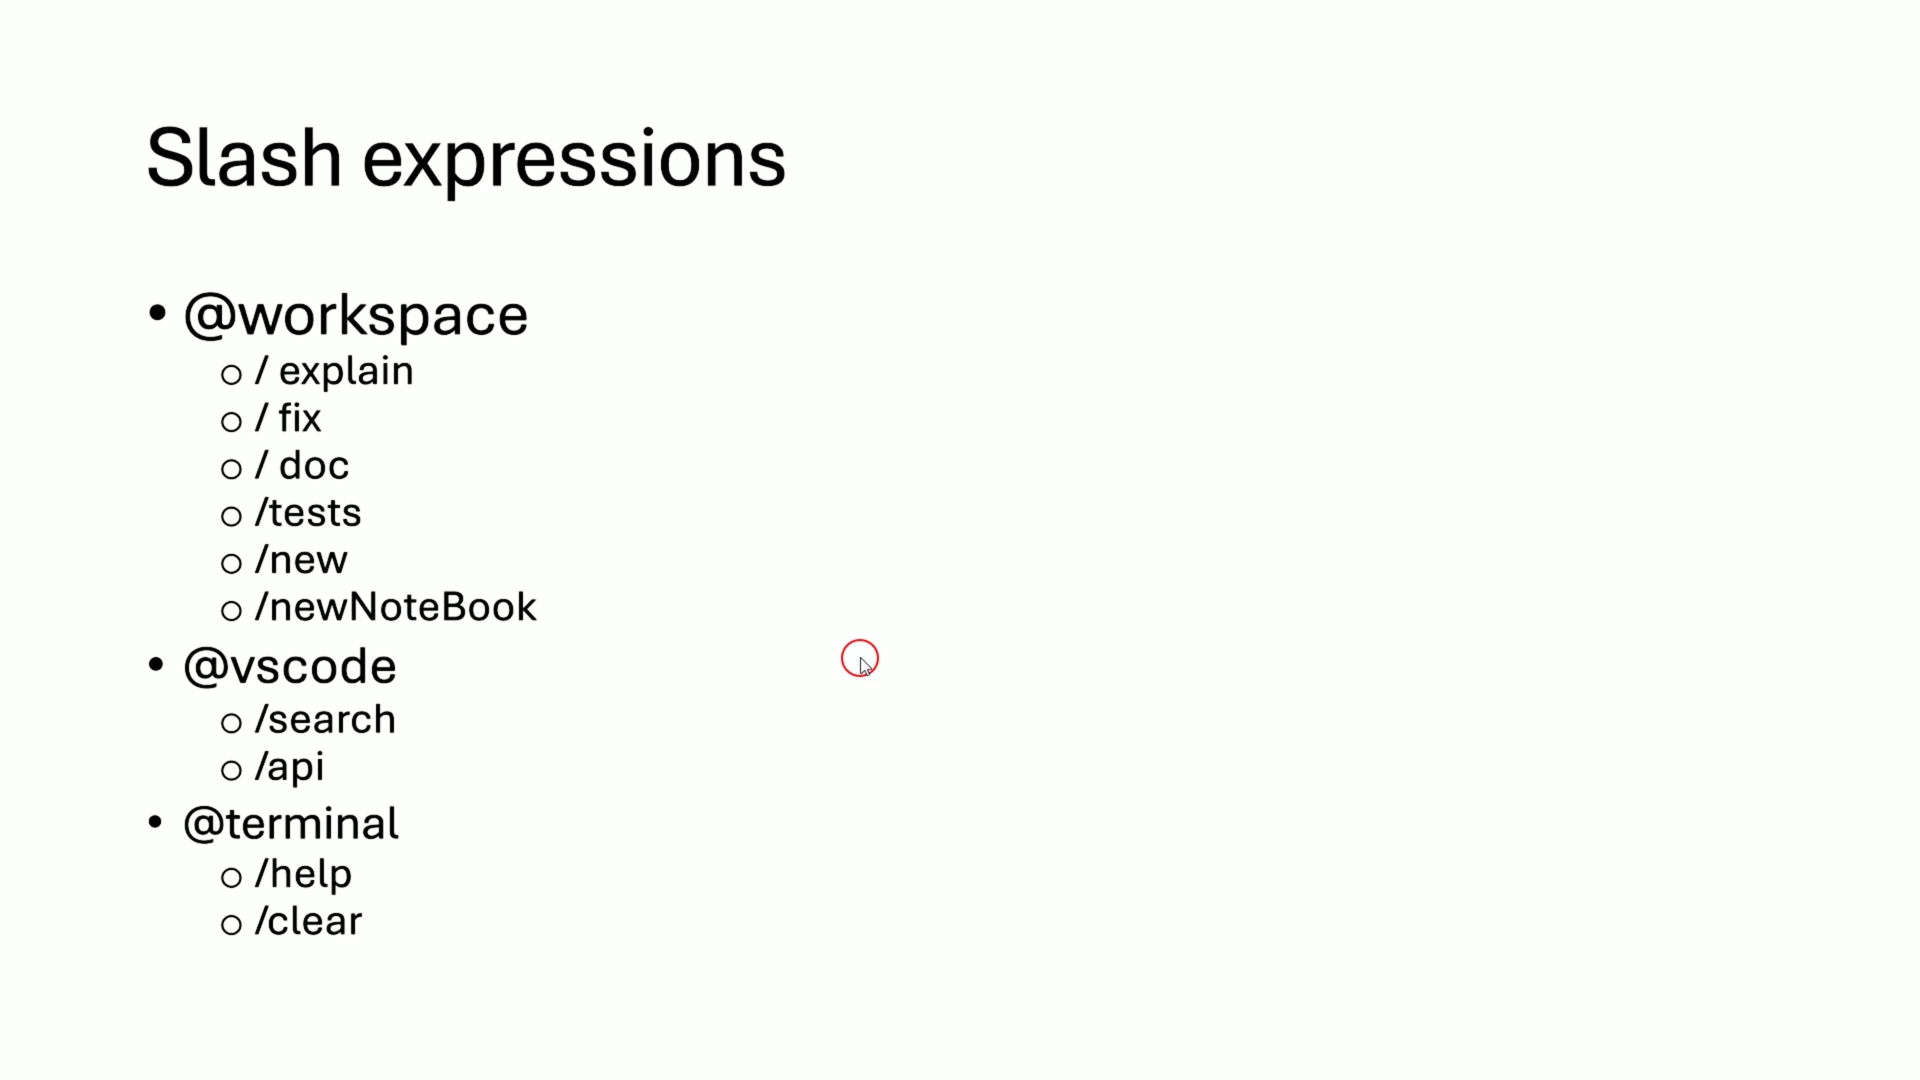 Slash expressions
• @workspace
○ / explain
○ / fix
○ / doc
○ /tests
○ /new
○ /newNoteBook
• @vscode
○ /search
○ /api
• @terminal
○ /help
○ /clear